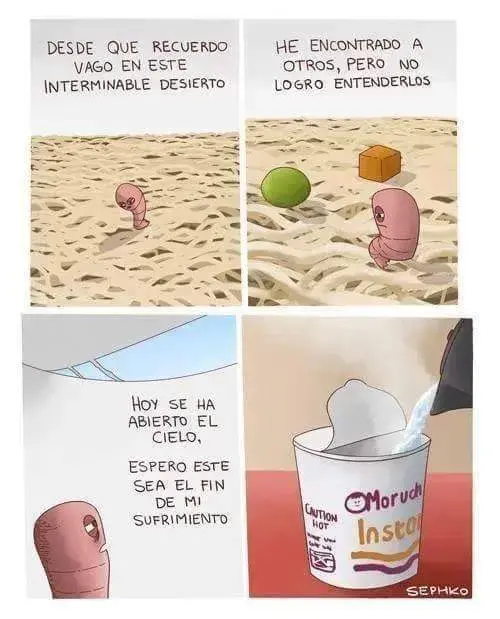 DESDE QUE RECUERDO
VAGO EN ESTE
INTERMINABLE DESIERTO
HE ENCONTRADO A
OTROS, PERO NO
LOGRO ENTENDERLOS
HOY SE HA
ABIERTO EL
CIELO,
ESPERO ESTE
SEA EL FIN
DE MI
SUFRIMIENTO
CAUTION
HOT
Moruch
Insta
SEPHKO